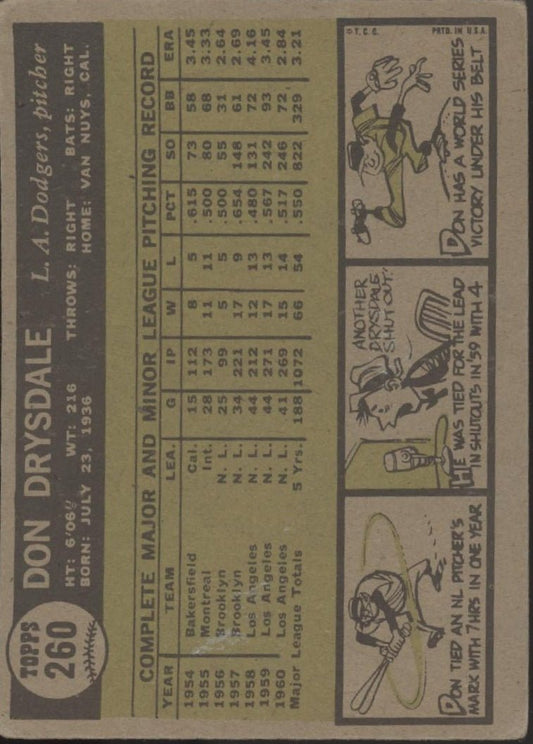 TOPPS
260
DON DRYSDALE L. A. Dodgers, pitcher
HT: 6'06½ WT: 216 THROWS: RIGHT BATS: RIGHT
BORN: JULY 23, 1936 HOME: VAN NUYS, CAL.
COMPLETE MAJOR AND MINOR LEAGUE PITCHING RECORD
YEAR TEAM LEA. G IP W L PCT SO BB ERA
1954 Bakersfield Cal. 15 112 8 5 .615 73 58 3.45
1955 Montreal Int. 28 173 11 11 .500 80 68 3.33
1956 Brooklyn N. L. 25 99 5 5 .500 55 31 2.64
1957 Brooklyn N. L. 34 221 17 9 .654 148 61 2.69
1958 Los Angeles N. L. 44 212 12 13 .480 131 72 4.16
1959 Los Angeles N. L. 44 271 17 13 .567 242 93 3.45
1960 Los Angeles N. L. 41 269 15 14 .517 246 72 2.84
Major League Totals 5 Yrs. 188 1072 66 54 .550 822 329 3.21
DON TIED AN NL PITCHER'S
MARK WITH 7 HRS IN ONE YEAR
ANOTHER
DRYSDALE
SHUT OUT!
HE WAS TIED FOR THE LEAD
IN SHUTOUTS IN '59 WITH 4
© T. C. C. PRTD. IN U.S.A.
DON HAS A WORLD SERIES
VICTORY UNDER HIS BELT